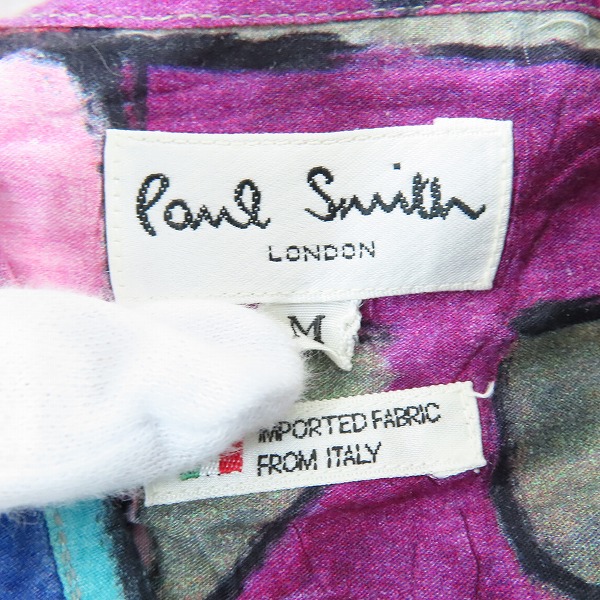 Paul Smith
LONDON
M
IMPORTED FABRIC
FROM ITALY